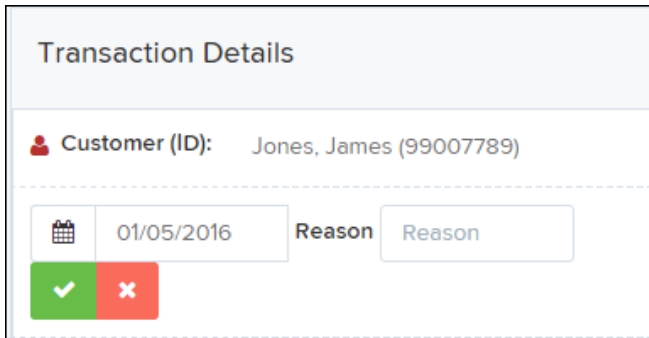 Transaction Details
Customer (ID): Jones, James (99007789)
01/05/2016 Reason Reason